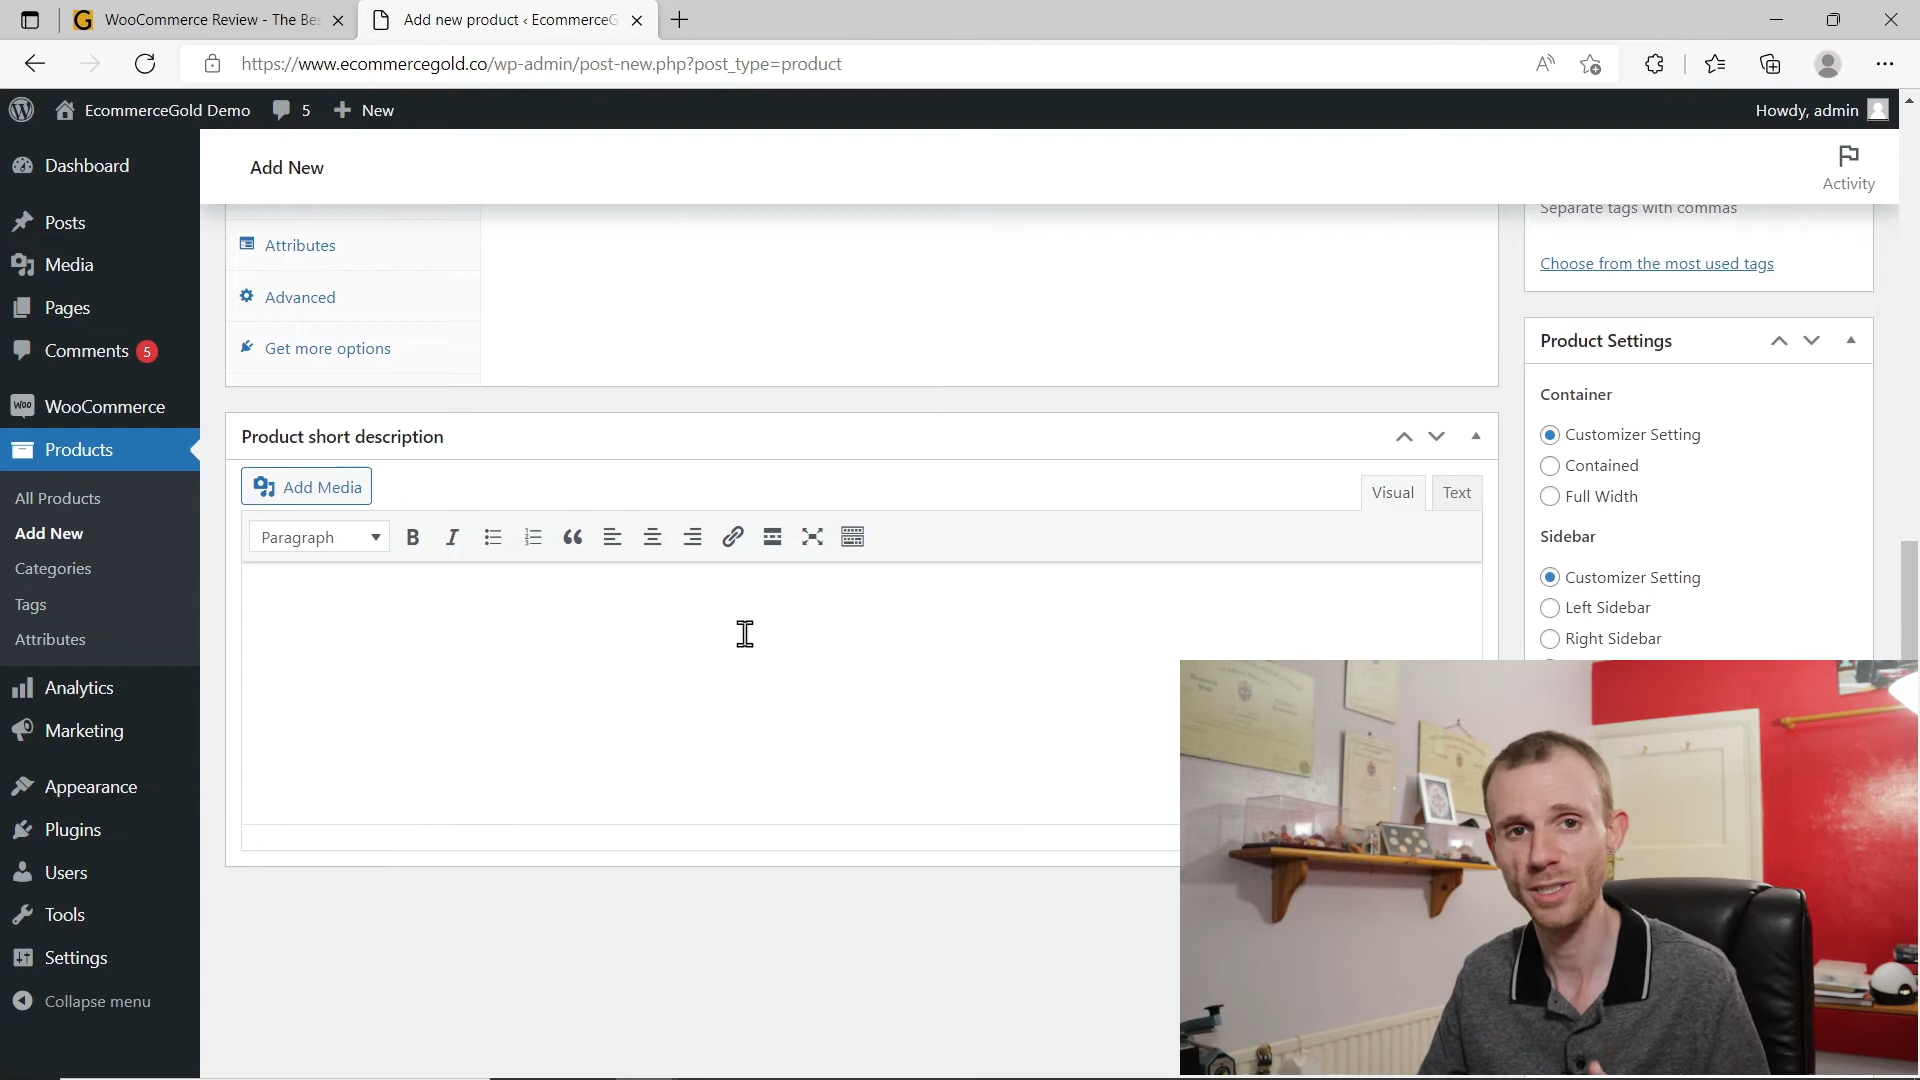 WooCommerce Review - The Bes
Add new product ‹ EcommerceG
https://www.ecommercegold.co/wp-admin/post-new.php?post_type=product
EcommerceGold Demo
5
New
Howdy, admin
Dashboard
Posts
Media
Pages
Comments 5
WooCommerce
Products
All Products
Add New
Categories
Tags
Attributes
Analytics
Marketing
Appearance
Plugins
Users
Tools
Settings
Collapse menu
Add New
Activity
Attributes
Advanced
Get more options
Product short description
Add Media
Visual
Text
Paragraph
Separate tags with commas
Choose from the most used tags
Product Settings
Container
Customizer Setting
Contained
Full Width
Sidebar
Customizer Setting
Left Sidebar
Right Sidebar